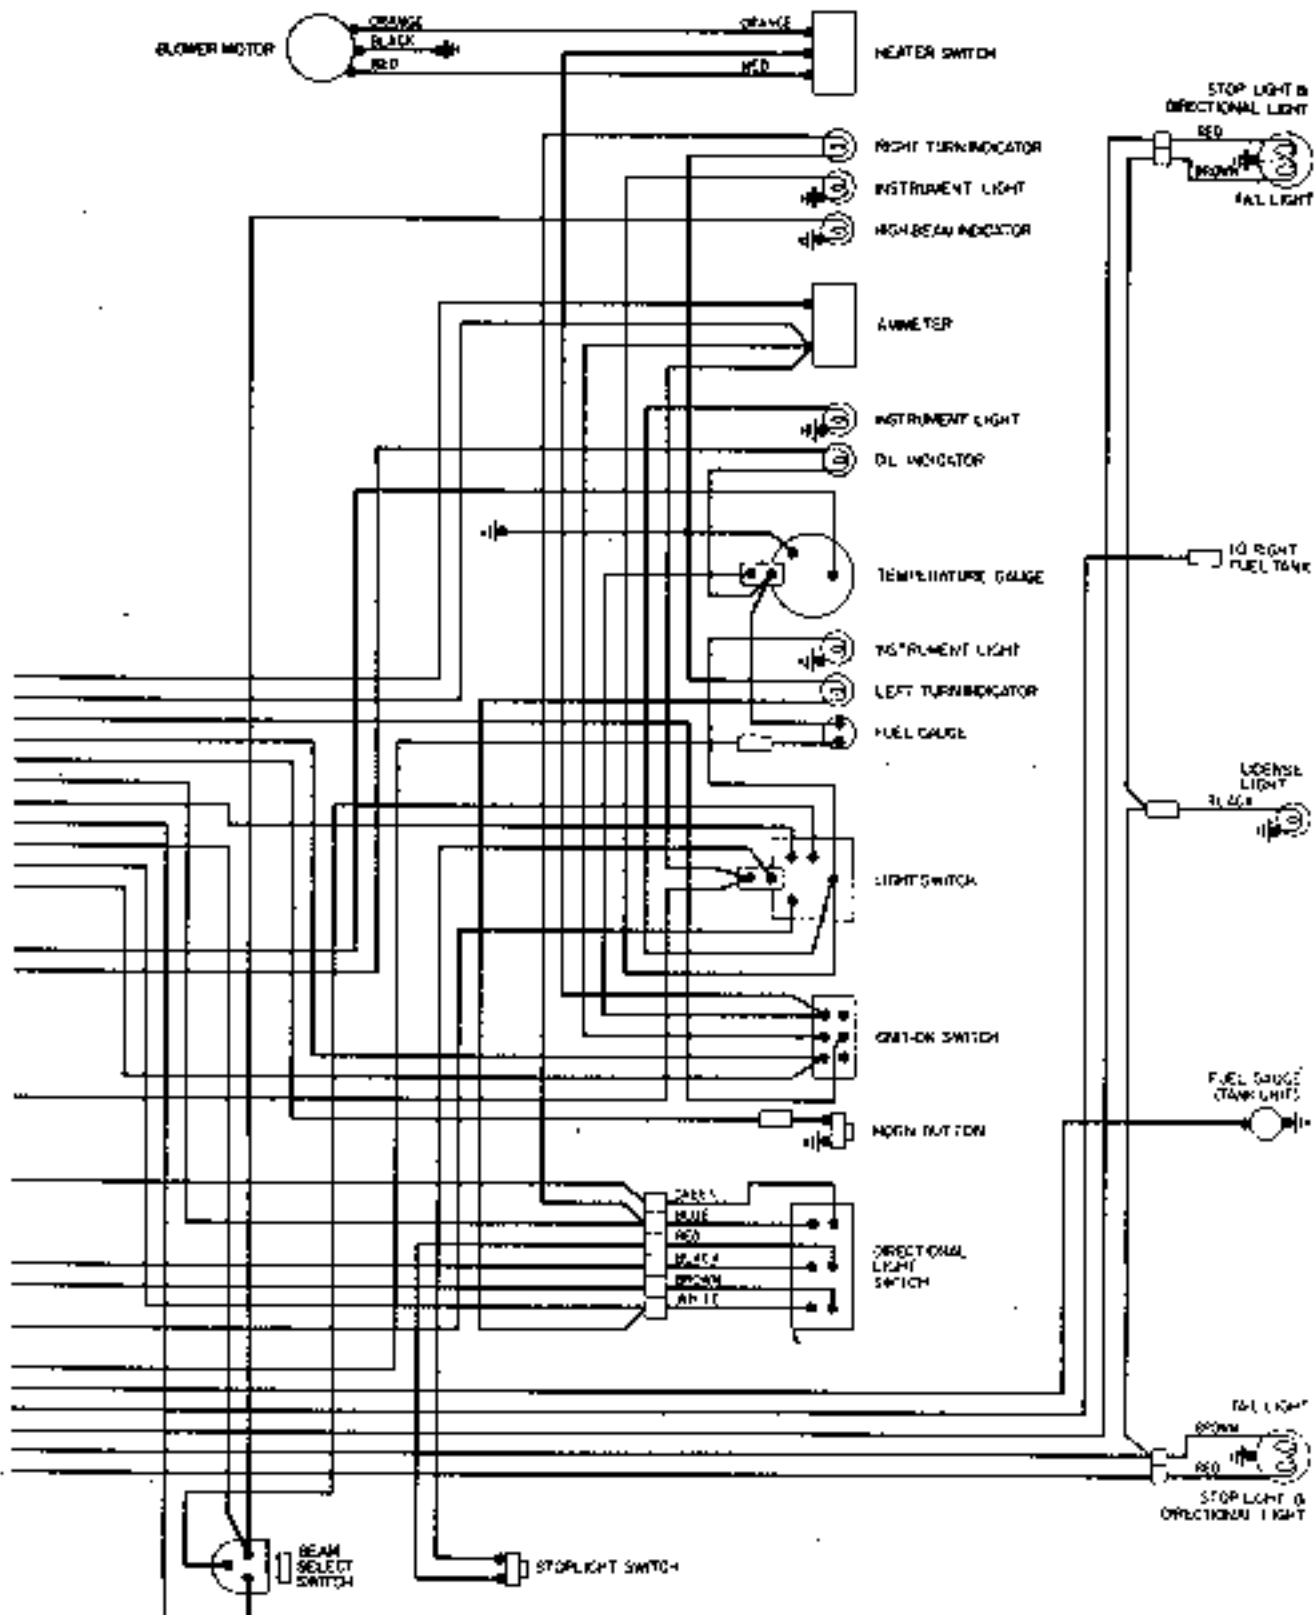 ORANGE
ORANGE
BLOWER MOTOR
BLACK
HEATER SWITCH
RED
RED
STOP LIGHT &
DIRECTIONAL LIGHT
RED
RIGHT TURN INDICATOR
BROWN
INSTRUMENT LIGHT
TAIL LIGHT
HIGH BEAM INDICATOR
AMMETER
INSTRUMENT LIGHT
OIL INDICATOR
TO RIGHT
FUEL TANK
TEMPERATURE GAUGE
INSTRUMENT LIGHT
LEFT TURN INDICATOR
FUEL GAUGE
LICENSE
LIGHT
BLACK
LIGHT SWITCH
IGNITION SWITCH
FUEL GAUGE
(TANK UNIT)
HORN BUTTON
GREEN
BLUE
RED
BLACK
BROWN
WHITE
DIRECTIONAL
LIGHT
SWITCH
TAIL LIGHT
BROWN
RED
STOP LIGHT &
DIRECTIONAL LIGHT
BEAM
SELECT
SWITCH
STOPLIGHT SWITCH